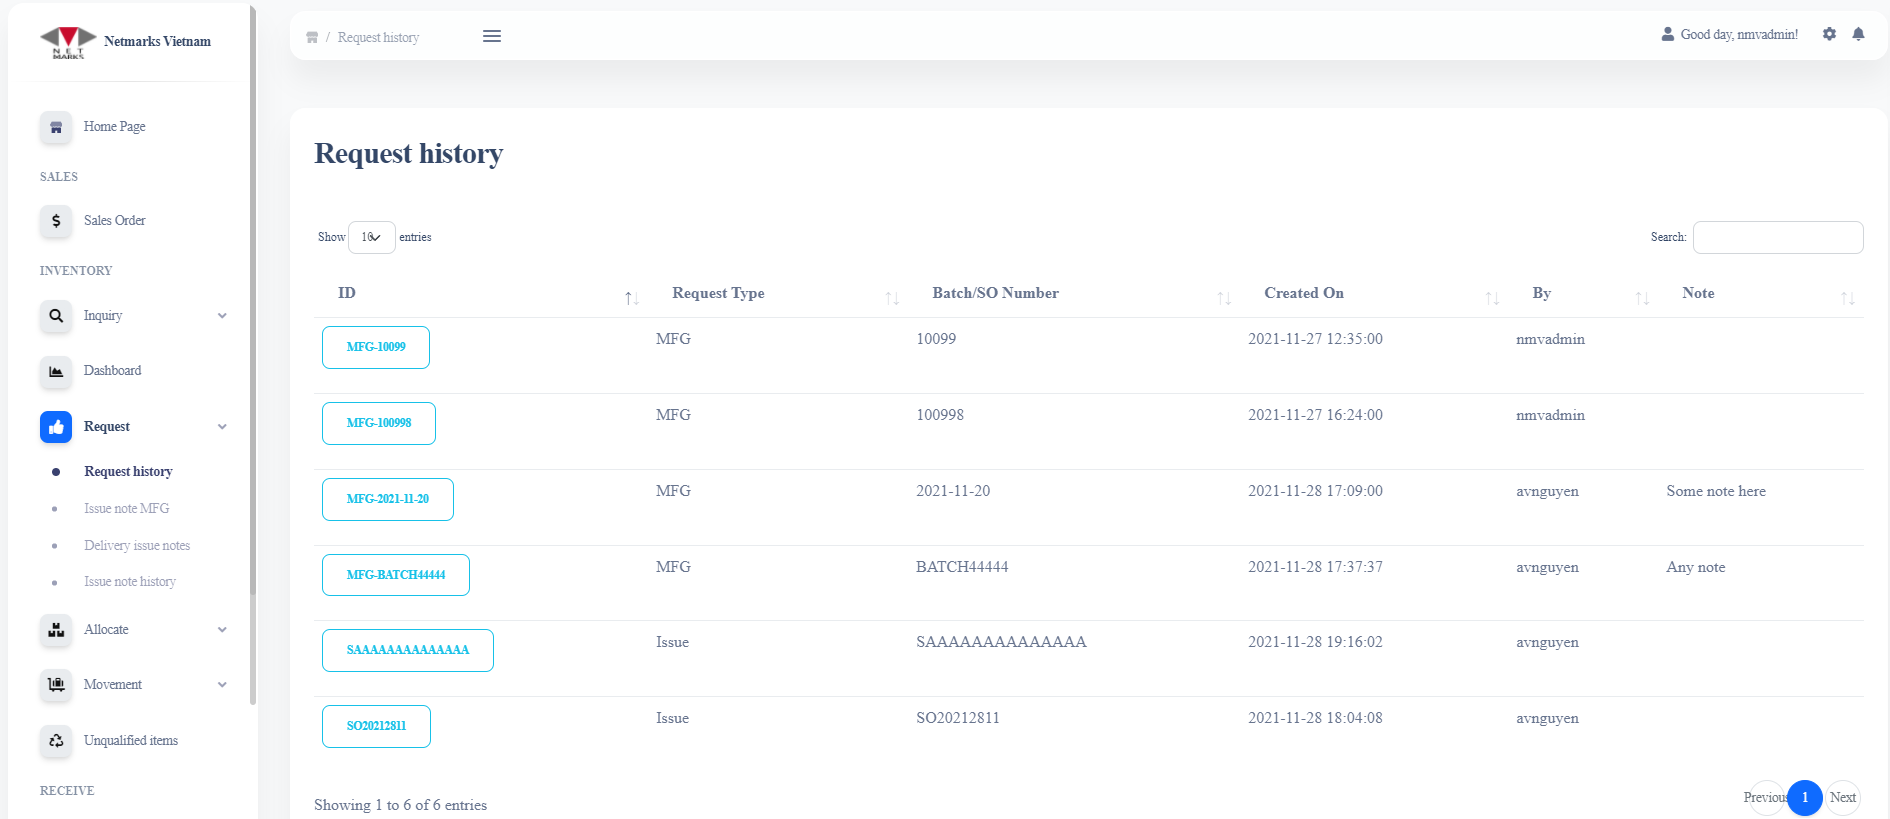 NET
MARKS
Netmarks Vietnam
Home Page
SALES
Sales Order
INVENTORY
Inquiry
Dashboard
Request
Request history
Issue note MFG
Delivery issue notes
Issue note history
Allocate
Movement
Unqualified items
RECEIVE
/ Request history
Good day, nmvadmin!
Request history
Show 10 entries
Search:
ID Request Type Batch/SO Number Created On By Note
MFG-10099 MFG 10099 2021-11-27 12:35:00 nmvadmin
MFG-100998 MFG 100998 2021-11-27 16:24:00 nmvadmin
MFG-2021-11-20 MFG 2021-11-20 2021-11-28 17:09:00 avnguyen Some note here
MFG-BATCH44444 MFG BATCH44444 2021-11-28 17:37:37 avnguyen Any note
SAAAAAAAAAAAAAA Issue SAAAAAAAAAAAAAA 2021-11-28 19:16:02 avnguyen
SO20212811 Issue SO20212811 2021-11-28 18:04:08 avnguyen
Showing 1 to 6 of 6 entries
Previous 1 Next